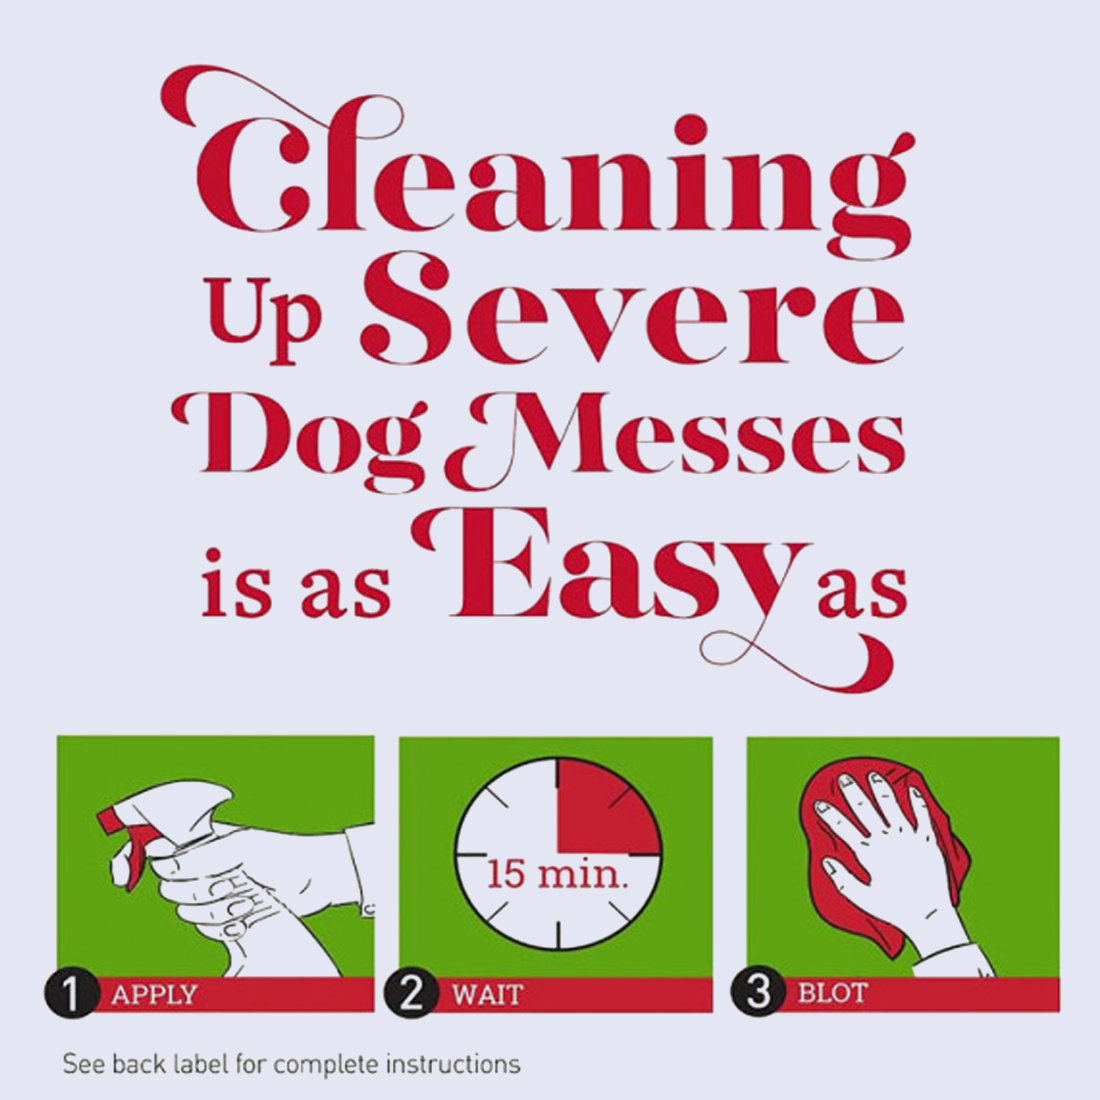 Cleaning
Up Severe
Dog Messes
is as Easy as
15 min.
1 APPLY
2 WAIT
3 BLOT
See back label for complete instructions